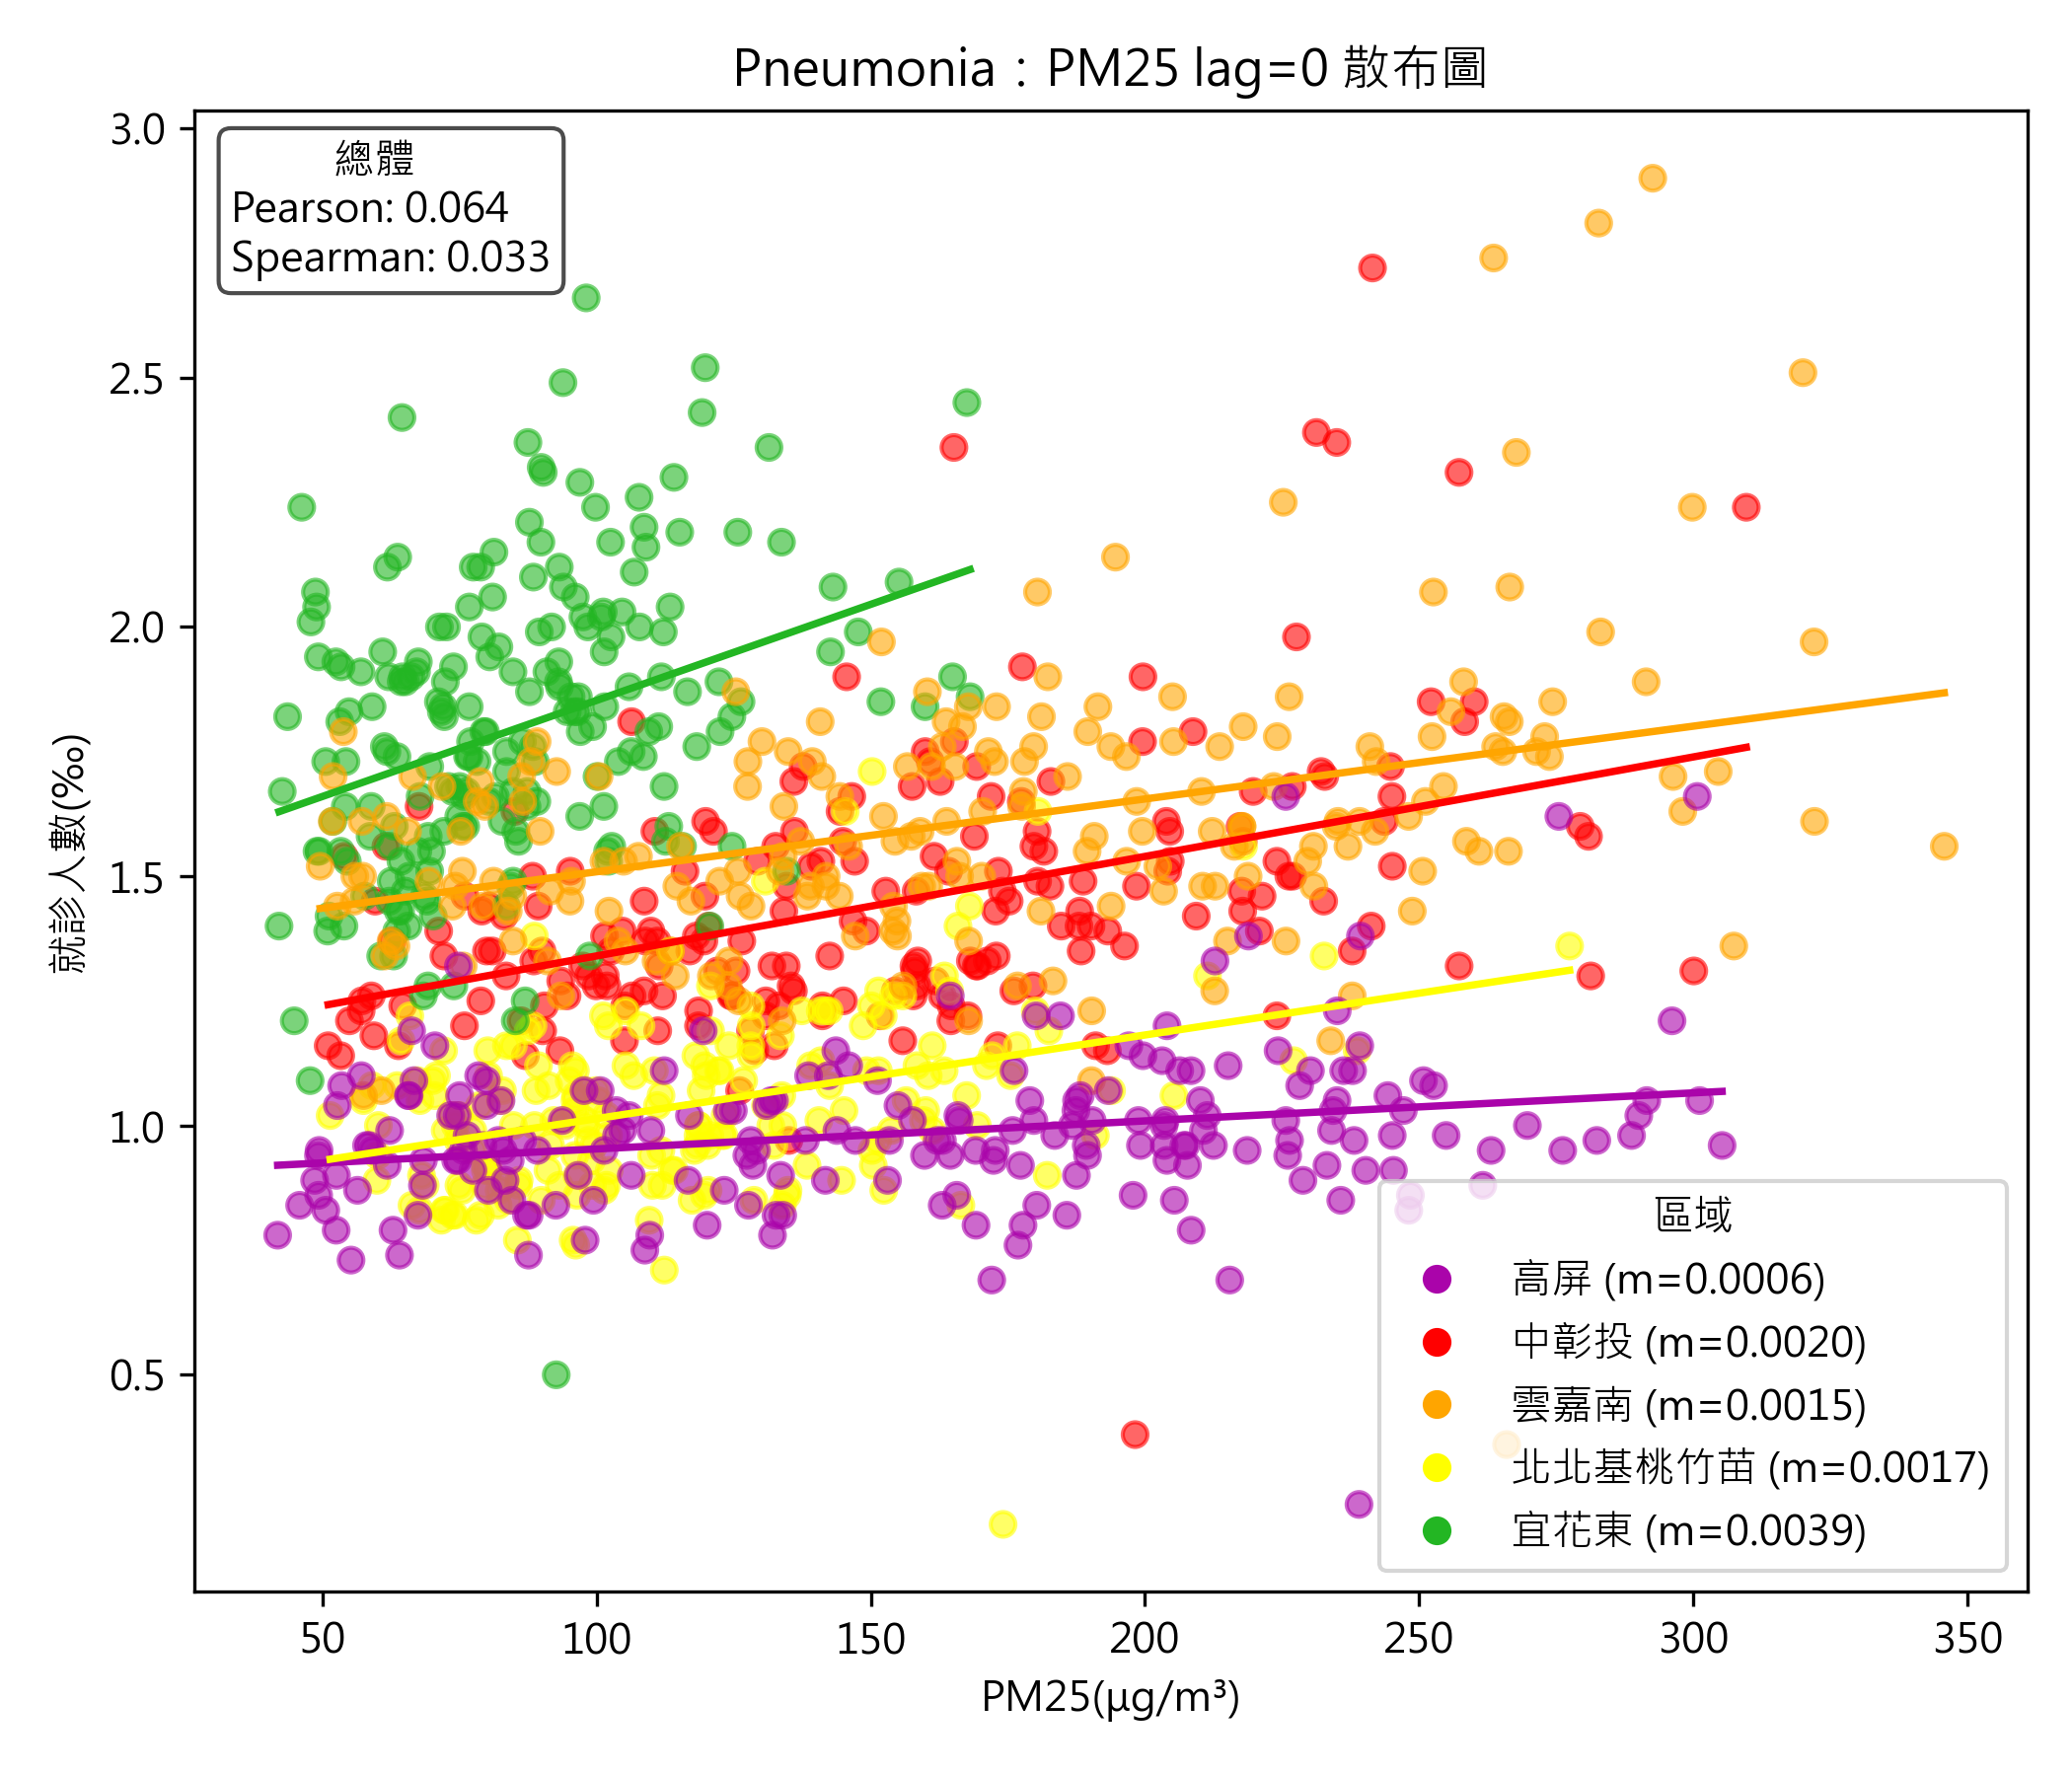 Pneumonia：PM25 lag=0 散布圖
總體
Pearson: 0.064
Spearman: 0.033
就診人數(‰)
3.0
2.5
2.0
1.5
1.0
0.5
區域
高屏 (m=0.0006)
中彰投 (m=0.0020)
雲嘉南 (m=0.0015)
北北基桃竹苗 (m=0.0017)
宜花東 (m=0.0039)
50 100 150 200 250 300 350
PM25(μg/m³)